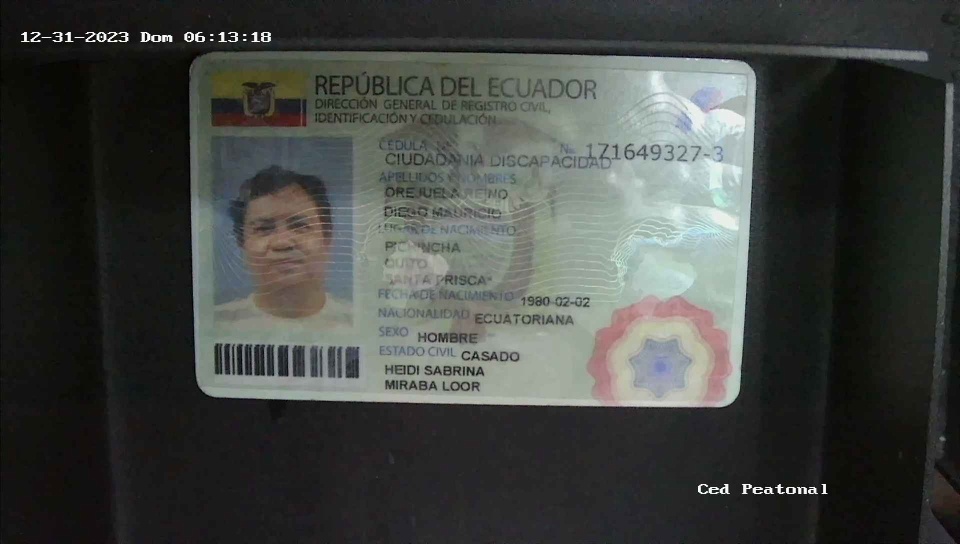 12-31-2023 Dom 06:13:18
REPÚBLICA DEL ECUADOR
DIRECCIÓN GENERAL DE REGISTRO CIVIL,
IDENTIFICACIÓN Y CEDULACIÓN
CÉDULA
No. 171649327-3
CIUDADANIA DISCAPACIDAD
APELLIDOS Y NOMBRES
OREJUELA REINO
DIEGO MAURICIO
LUGAR DE NACIMIENTO
PICHINCHA
QUITO
SANTA PRISCA*
FECHA DE NACIMIENTO 1980-02-02
NACIONALIDAD ECUATORIANA
SEXO HOMBRE
ESTADO CIVIL CASADO
HEIDI SABRINA
MIRABA LOOR
Ced Peatonal